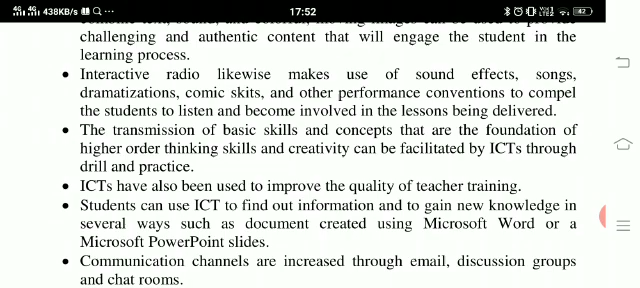 438KB/s 17:52 42
challenging and authentic content that will engage the student in the
learning process.
• Interactive radio likewise makes use of sound effects, songs,
dramatizations, comic skits, and other performance conventions to compel
the students to listen and become involved in the lessons being delivered.
• The transmission of basic skills and concepts that are the foundation of
higher order thinking skills and creativity can be facilitated by ICTs through
drill and practice.
• ICTs have also been used to improve the quality of teacher training.
• Students can use ICT to find out information and to gain new knowledge in
several ways such as document created using Microsoft Word or a
Microsoft PowerPoint slides.
• Communication channels are increased through email, discussion groups
and chat rooms.